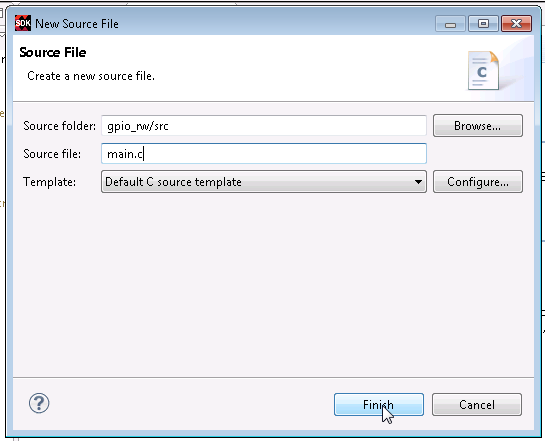 SDK New Source File
Source File
Create a new source file.
C
Source folder: gpio_rw/src Browse...
Source file: main.c
Template: Default C source template Configure...
? Finish Cancel